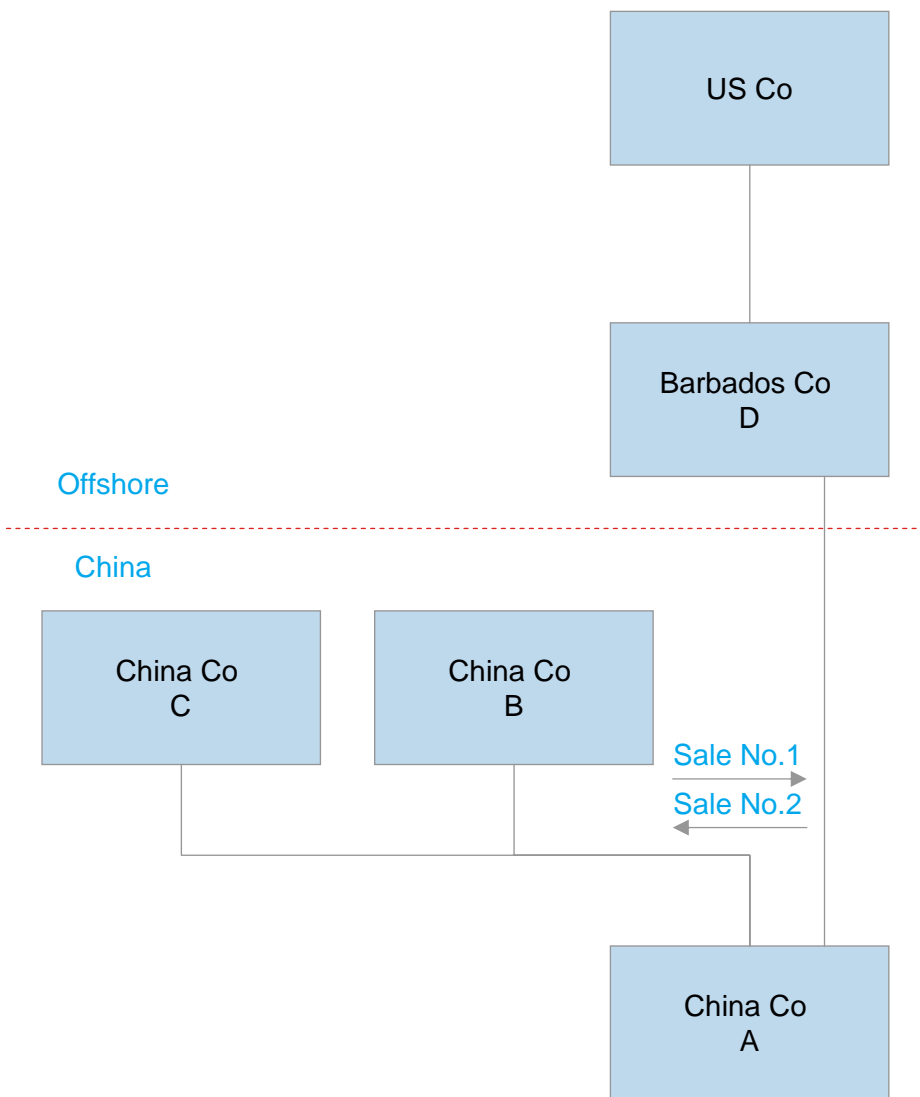 US Co
Barbados Co
D
Offshore
China
China Co
C
China Co
B
Sale No.1
Sale No.2
China Co
A